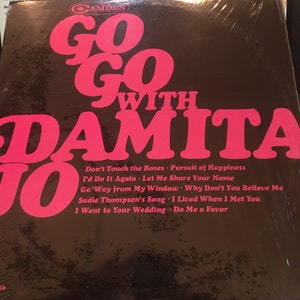 CAMDEN
GO
GO
WITH
DAMITA
JO
Don't Touch the Roses · Pursuit of Happiness
I'd Do It Again · Let Me Share Your Name
Go 'Way from My Window · Why Don't You Believe Me
Sadie Thompson's Song · I Lived When I Met You
I Went to Your Wedding · Do Me a Favor